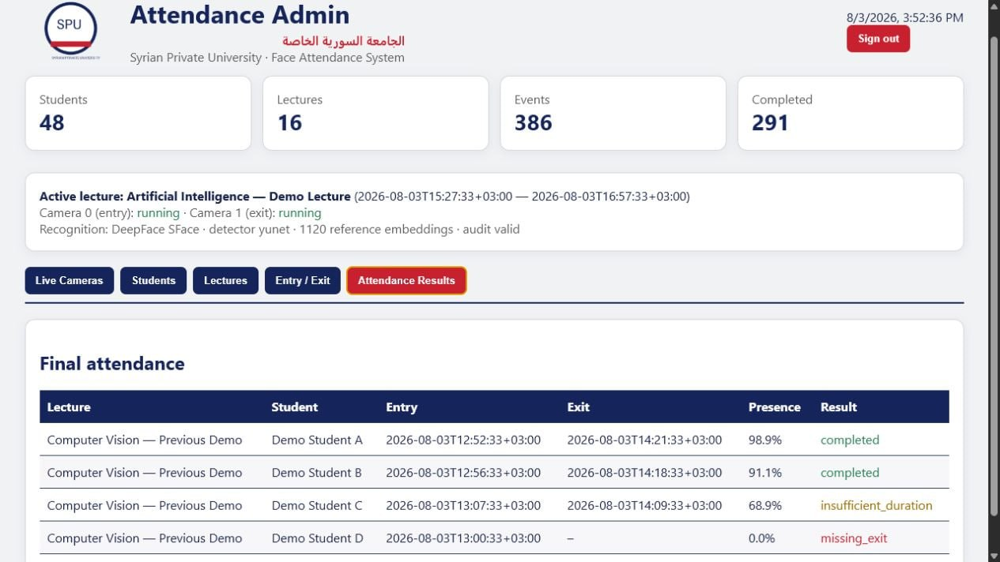 SPU
SYRIAN PRIVATE UNIVERSITY
Attendance Admin
الجامعة السورية الخاصة
Syrian Private University · Face Attendance System
8/3/2026, 3:52:36 PM
Sign out
Students
48
Lectures
16
Events
386
Completed
291
Active lecture: Artificial Intelligence — Demo Lecture (2026-08-03T15:27:33+03:00 — 2026-08-03T16:57:33+03:00)
Camera 0 (entry): running · Camera 1 (exit): running
Recognition: DeepFace SFace · detector yunet · 1120 reference embeddings · audit valid
Live Cameras Students Lectures Entry / Exit Attendance Results
Final attendance
Lecture Student Entry Exit Presence Result
Computer Vision — Previous Demo Demo Student A 2026-08-03T12:52:33+03:00 2026-08-03T14:21:33+03:00 98.9% completed
Computer Vision — Previous Demo Demo Student B 2026-08-03T12:56:33+03:00 2026-08-03T14:18:33+03:00 91.1% completed
Computer Vision — Previous Demo Demo Student C 2026-08-03T13:07:33+03:00 2026-08-03T14:09:33+03:00 68.9% insufficient_duration
Computer Vision — Previous Demo Demo Student D 2026-08-03T13:00:33+03:00 – 0.0% missing_exit